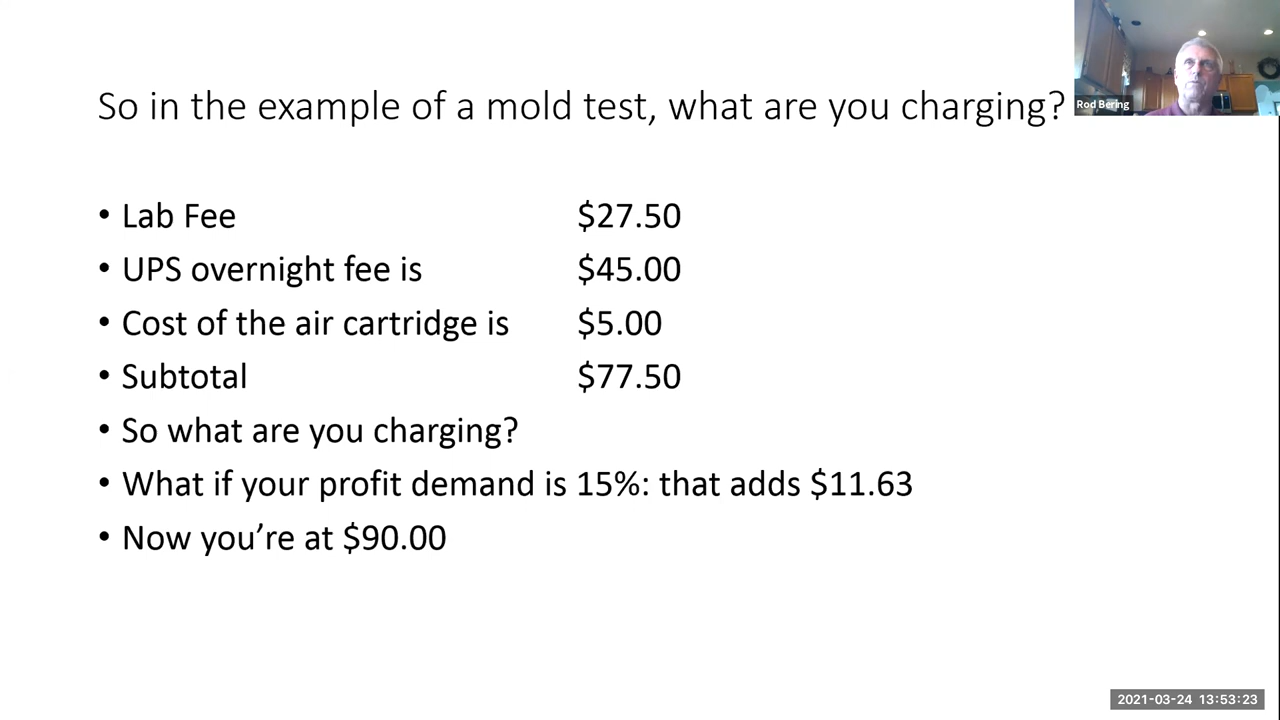 So in the example of a mold test, what are you charging?
Rod Bering
• Lab Fee $27.50
• UPS overnight fee is $45.00
• Cost of the air cartridge is $5.00
• Subtotal $77.50
• So what are you charging?
• What if your profit demand is 15%: that adds $11.63
• Now you’re at $90.00
2021-03-24 13:53:23